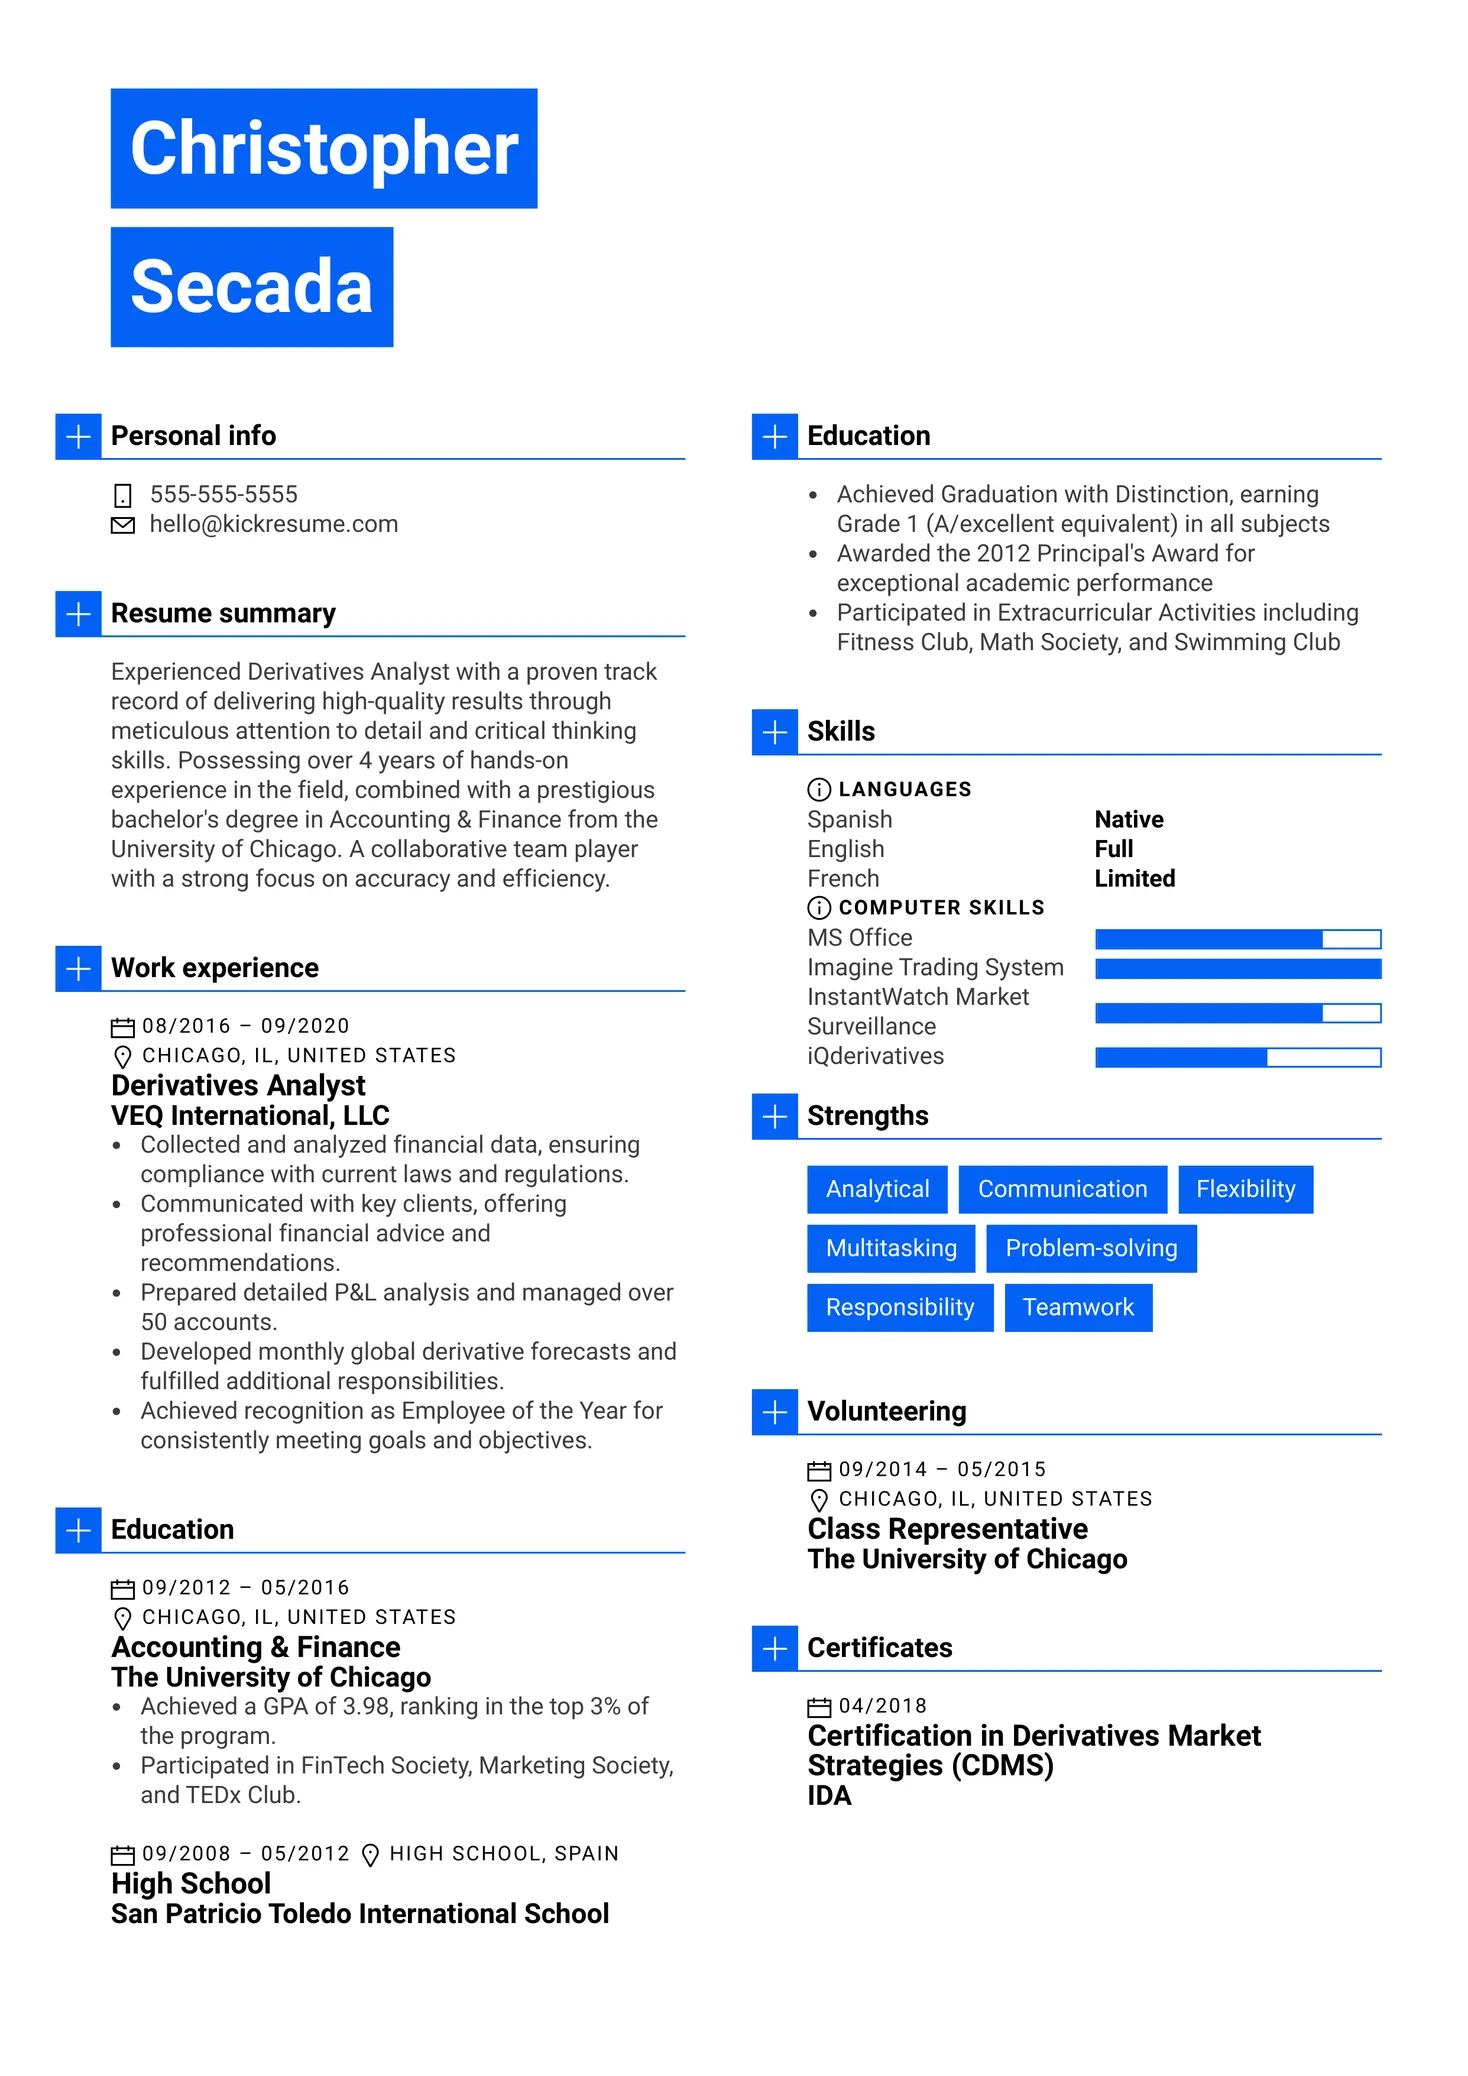 Christopher
Secada
Personal info
555-555-5555
hello@kickresume.com
Resume summary
Experienced Derivatives Analyst with a proven track
record of delivering high-quality results through
meticulous attention to detail and critical thinking
skills. Possessing over 4 years of hands-on
experience in the field, combined with a prestigious
bachelor's degree in Accounting & Finance from the
University of Chicago. A collaborative team player
with a strong focus on accuracy and efficiency.
Work experience
08/2016 – 09/2020
CHICAGO, IL, UNITED STATES
Derivatives Analyst
VEQ International, LLC
• Collected and analyzed financial data, ensuring
compliance with current laws and regulations.
• Communicated with key clients, offering
professional financial advice and
recommendations.
• Prepared detailed P&L analysis and managed over
50 accounts.
• Developed monthly global derivative forecasts and
fulfilled additional responsibilities.
• Achieved recognition as Employee of the Year for
consistently meeting goals and objectives.
Education
09/2012 – 05/2016
CHICAGO, IL, UNITED STATES
Accounting & Finance
The University of Chicago
• Achieved a GPA of 3.98, ranking in the top 3% of
the program.
• Participated in FinTech Society, Marketing Society,
and TEDx Club.
09/2008 – 05/2012 HIGH SCHOOL, SPAIN
High School
San Patricio Toledo International School
Education
• Achieved Graduation with Distinction, earning
Grade 1 (A/excellent equivalent) in all subjects
• Awarded the 2012 Principal's Award for
exceptional academic performance
• Participated in Extracurricular Activities including
Fitness Club, Math Society, and Swimming Club
Skills
LANGUAGES
Spanish Native
English Full
French Limited
COMPUTER SKILLS
MS Office
Imagine Trading System
InstantWatch Market
Surveillance
iQderivatives
Strengths
Analytical Communication Flexibility
Multitasking Problem-solving
Responsibility Teamwork
Volunteering
09/2014 – 05/2015
CHICAGO, IL, UNITED STATES
Class Representative
The University of Chicago
Certificates
04/2018
Certification in Derivatives Market
Strategies (CDMS)
IDA